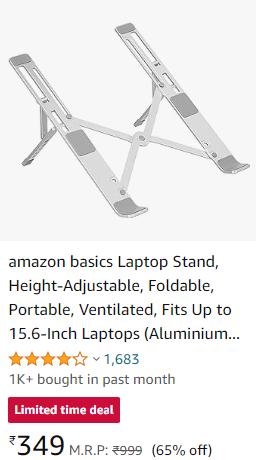 amazon basics Laptop Stand,
Height-Adjustable, Foldable,
Portable, Ventilated, Fits Up to
15.6-Inch Laptops (Aluminium...
1,683
1K+ bought in past month
Limited time deal
₹349 M.R.P: ₹999 (65% off)